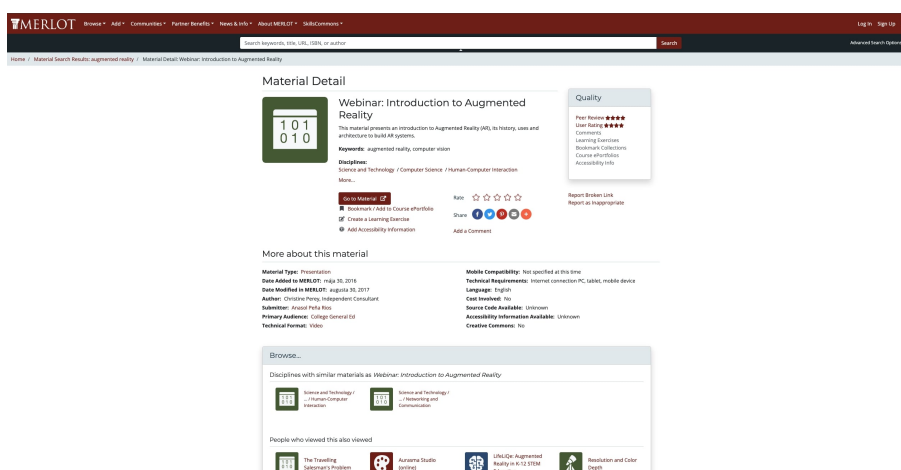 MERLOT Browse Add Communities Partner Benefits News & Info About MERLOT SkillsCommons Log In Sign Up
Search keywords, title, URL, ISBN, or author Search Advanced Search Options
Home / Material Search Results: augmented reality / Material Detail: Webinar: Introduction to Augmented Reality
Material Detail
101
010
Webinar: Introduction to Augmented
Reality
This material presents an introduction to Augmented Reality (AR), its history, uses and
architecture to build AR systems.
Keywords: augmented reality, computer vision
Disciplines:
Science and Technology / Computer Science / Human-Computer Interaction
More...
Go to Material
Bookmark / Add to Course ePortfolio
Create a Learning Exercise
Add Accessibility Information
Rate
Share
Add a Comment
Quality
Peer Review
User Rating
Comments
Learning Exercises
Bookmark Collections
Course ePortfolios
Accessibility Info
Report Broken Link
Report as Inappropriate
More about this material
Material Type: Presentation
Date Added to MERLOT: mája 30, 2016
Date Modified in MERLOT: augusta 30, 2017
Author: Christine Perey, Independent Consultant
Submitter: Anasol Peña Rios
Primary Audience: College General Ed
Technical Format: Video
Mobile Compatibility: Not specified at this time
Technical Requirements: Internet connection PC, tablet, mobile device
Language: English
Cost Involved: No
Source Code Available: Unknown
Accessibility Information Available: Unknown
Creative Commons: No
Browse...
Disciplines with similar materials as Webinar: Introduction to Augmented Reality
101
010
Science and Technology /
... / Human-Computer
Interaction
101
010
Science and Technology /
... / Networking and
Communication
People who viewed this also viewed
The Travelling
Salesman's Problem
Aurasma Studio
(online)
LifeLiQe: Augmented
Reality in K-12 STEM
Resolution and Color
Depth